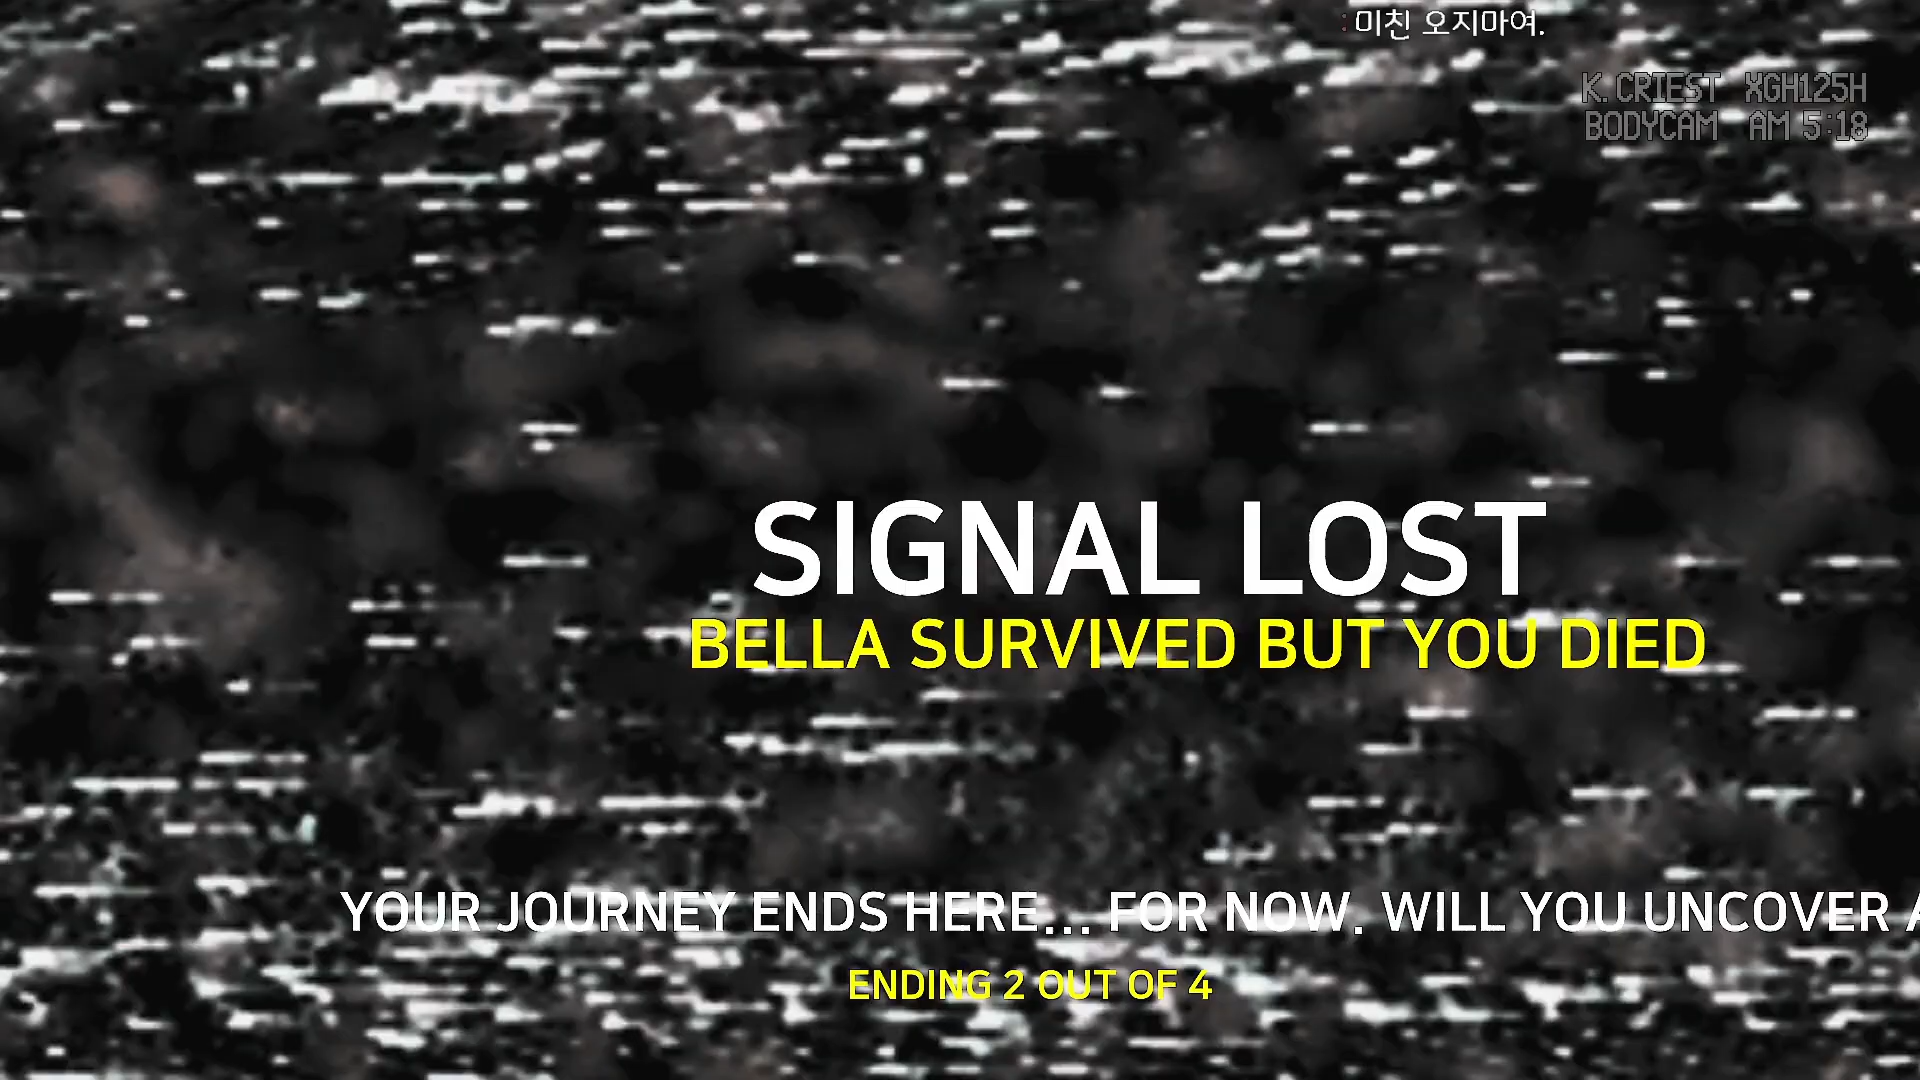 : 미친 오지마여.
K. CRIEST XGH125H
BODYCAM AM 5:18
SIGNAL LOST
BELLA SURVIVED BUT YOU DIED
YOUR JOURNEY ENDS HERE... FOR NOW. WILL YOU UNCOVER A
ENDING 2 OUT OF 4